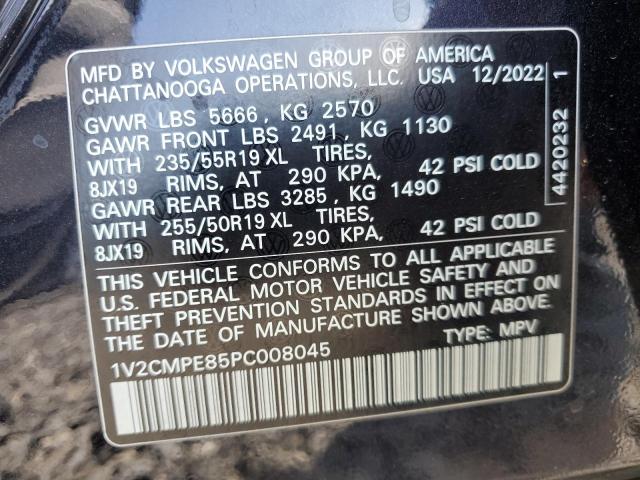 MFD BY VOLKSWAGEN GROUP OF AMERICA
CHATTANOOGA OPERATIONS, LLC. USA 12/2022
GVWR LBS 5666, KG 2570
GAWR FRONT LBS 2491, KG 1130
WITH 235/55R19 XL TIRES,
8JX19 RIMS, AT 290 KPA, 42 PSI COLD
GAWR REAR LBS 3285, KG 1490
WITH 255/50R19 XL TIRES,
8JX19 RIMS, AT 290 KPA, 42 PSI COLD
THIS VEHICLE CONFORMS TO ALL APPLICABLE
U.S. FEDERAL MOTOR VEHICLE SAFETY AND
THEFT PREVENTION STANDARDS IN EFFECT ON
THE DATE OF MANUFACTURE SHOWN ABOVE.
TYPE: MPV
1V2CMPE85PC008045
4420232 1